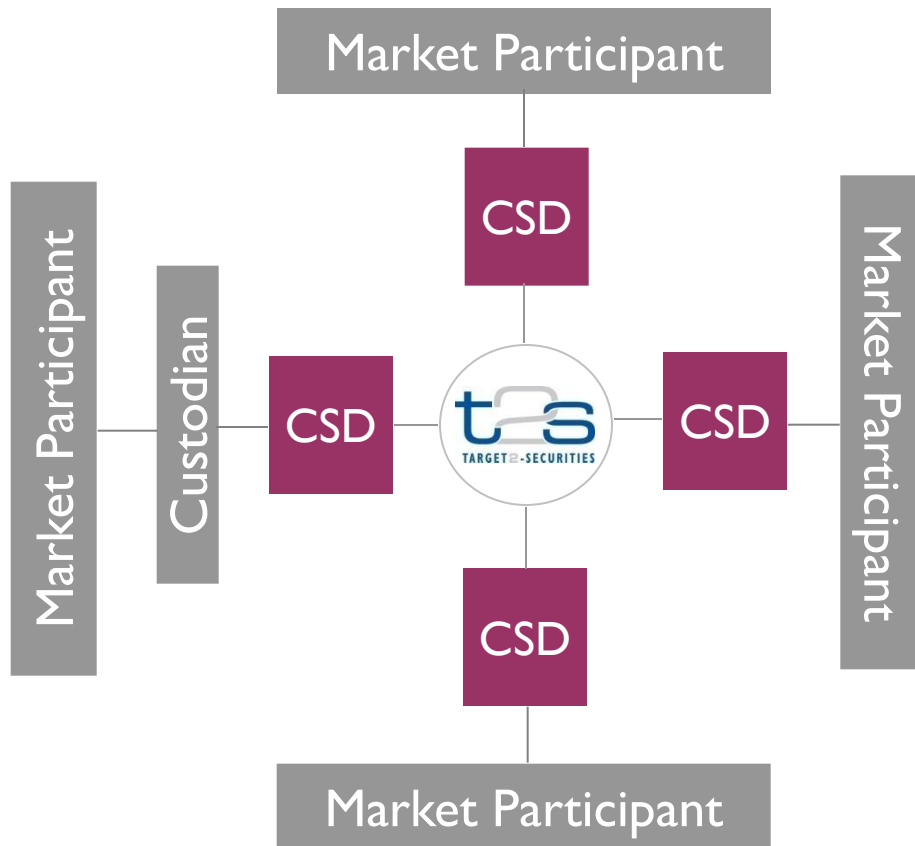 Market Participant
CSD
Market Participant
Custodian
CSD
t2s
TARGET2-SECURITIES
CSD
Market Participant
CSD
Market Participant